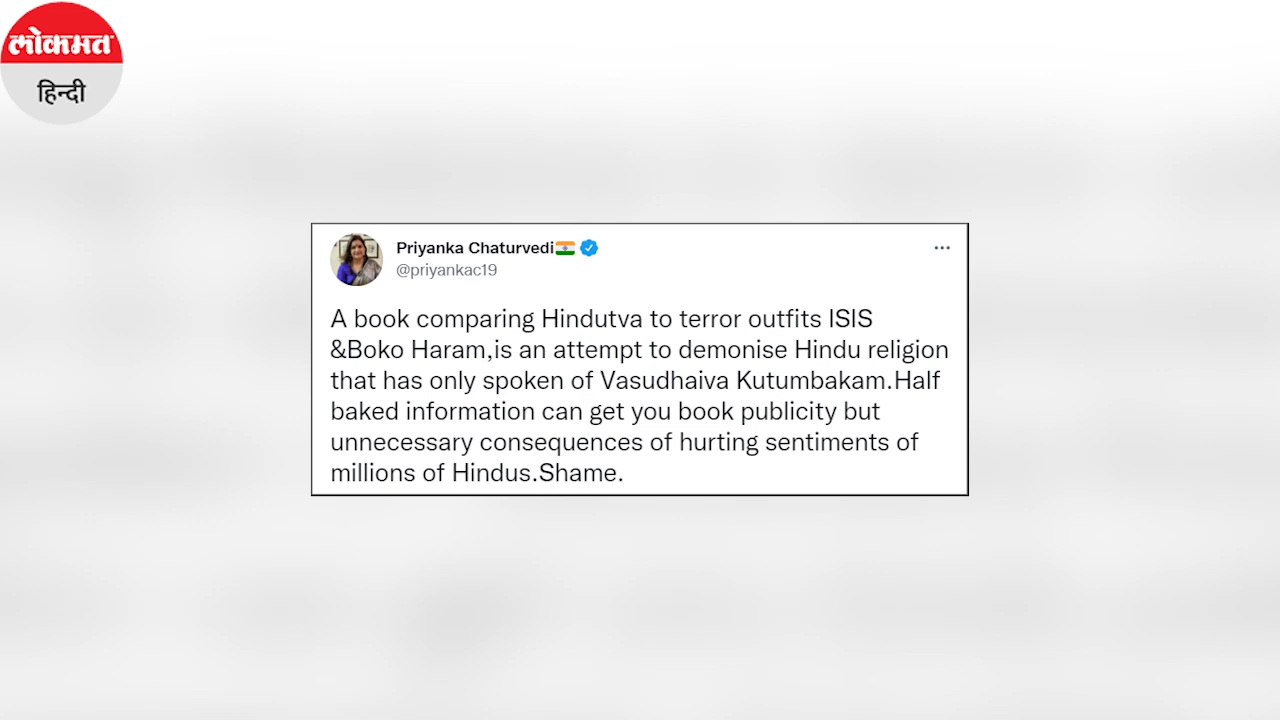 लोकमत
हिन्दी
Priyanka Chaturvedi
@priyankac19
A book comparing Hindutva to terror outfits ISIS
&Boko Haram,is an attempt to demonise Hindu religion
that has only spoken of Vasudhaiva Kutumbakam.Half
baked information can get you book publicity but
unnecessary consequences of hurting sentiments of
millions of Hindus.Shame.